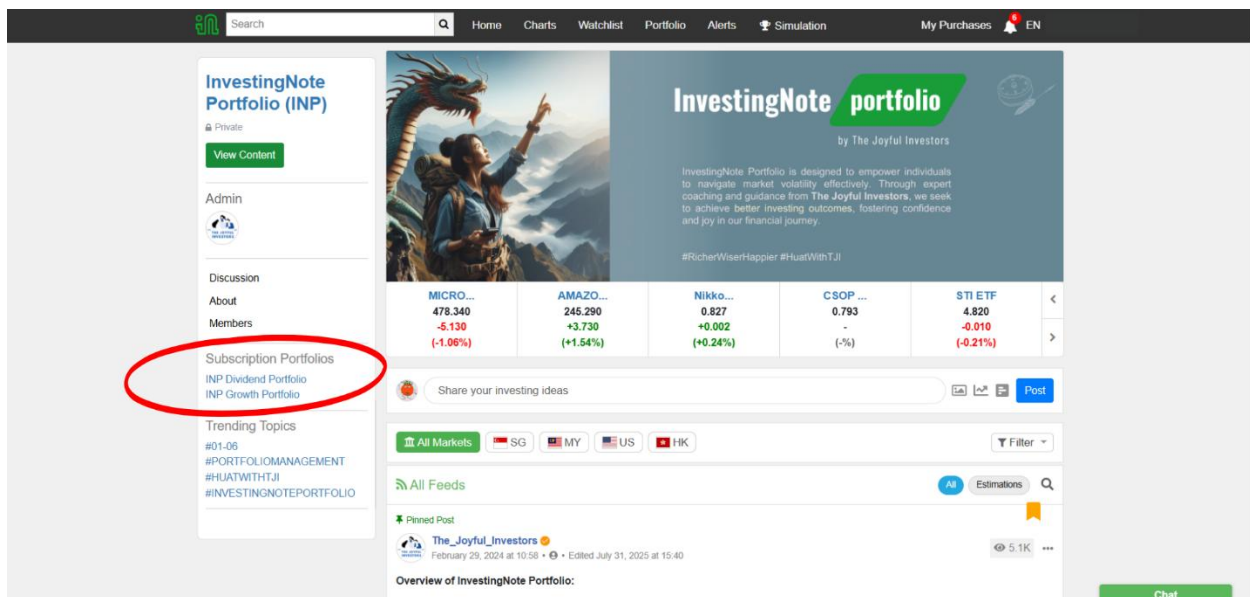 Search
Home
Charts
Watchlist
Portfolio
Alerts
Simulation
My Purchases
6
EN
InvestingNote
Portfolio (INP)
Private
View Content
Admin
THE JOYFUL
INVESTORS
Discussion
About
Members
Subscription Portfolios
INP Dividend Portfolio
INP Growth Portfolio
Trending Topics
#01-06
#PORTFOLIOMANAGEMENT
#HUATWITHTJI
#INVESTINGNOTEPORTFOLIO
InvestingNote portfolio
by The Joyful Investors
InvestingNote Portfolio is designed to empower individuals
to navigate market volatility effectively. Through expert
coaching and guidance from The Joyful Investors, we seek
to achieve better investing outcomes, fostering confidence
and joy in our financial journey.
#RicherWiserHappier #HuatWithTJI
MICRO...
478.340
-5.130
(-1.06%)
AMAZO...
245.290
+3.730
(+1.54%)
Nikko...
0.827
+0.002
(+0.24%)
CSOP ...
0.793
-
(-%)
STI ETF
4.820
-0.010
(-0.21%)
Share your investing ideas
Post
All Markets
SG
MY
US
HK
Filter
All Feeds
All
Estimations
Pinned Post
The_Joyful_Investors
February 29, 2024 at 10:58 • • Edited July 31, 2025 at 15:40
5.1K
Overview of InvestingNote Portfolio:
Chat